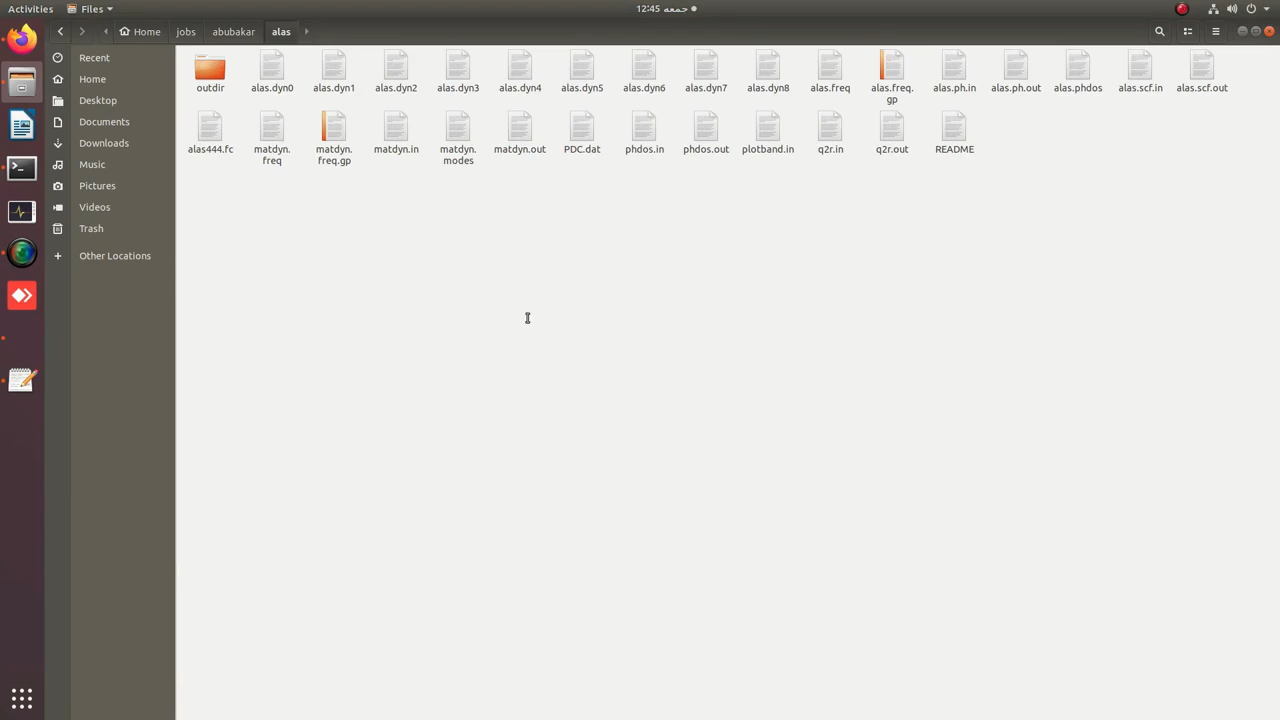 Activities Files 12:45 جمعه
Home jobs abubakar alas
Recent
Home
Desktop
Documents
Downloads
Music
Pictures
Videos
Trash
+ Other Locations
outdir alas.dyn0 alas.dyn1 alas.dyn2 alas.dyn3 alas.dyn4 alas.dyn5 alas.dyn6 alas.dyn7 alas.dyn8 alas.freq alas.freq. alas.ph.in alas.ph.out alas.phdos alas.scf.in alas.scf.out
gp
alas444.fc matdyn. matdyn. matdyn.in matdyn. matdyn.out PDC.dat phdos.in phdos.out plotband.in q2r.in q2r.out README
freq freq.gp modes